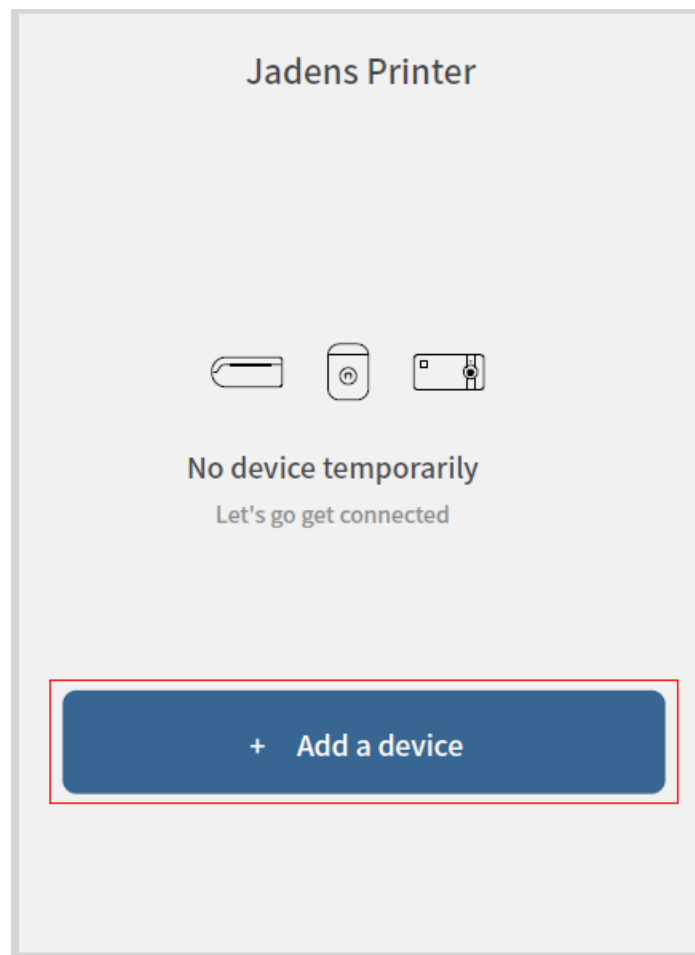 Jadens Printer
No device temporarily
Let's go get connected
+ Add a device